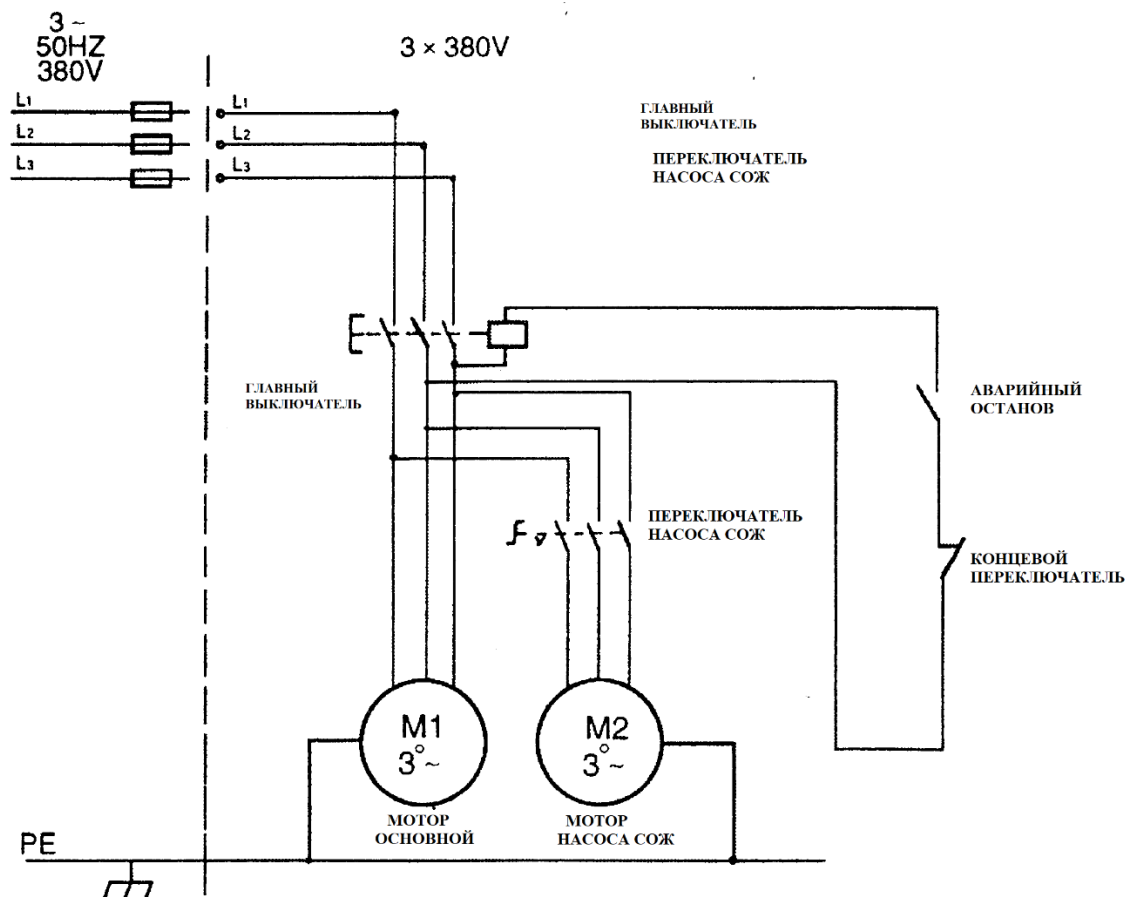 3 ~
50HZ
380V
3 × 380V
L1
L1
L2
L2
L3
L3
ГЛАВНЫЙ
ВЫКЛЮЧАТЕЛЬ
ПЕРЕКЛЮЧАТЕЛЬ
НАСОСА СОЖ
ГЛАВНЫЙ
ВЫКЛЮЧАТЕЛЬ
АВАРИЙНЫЙ
ОСТАНОВ
ПЕРЕКЛЮЧАТЕЛЬ
НАСОСА СОЖ
КОНЦЕВОЙ
ПЕРЕКЛЮЧАТЕЛЬ
M1
3°~
M2
3°~
МОТОР
ОСНОВНОЙ
МОТОР
НАСОСА СОЖ
PE